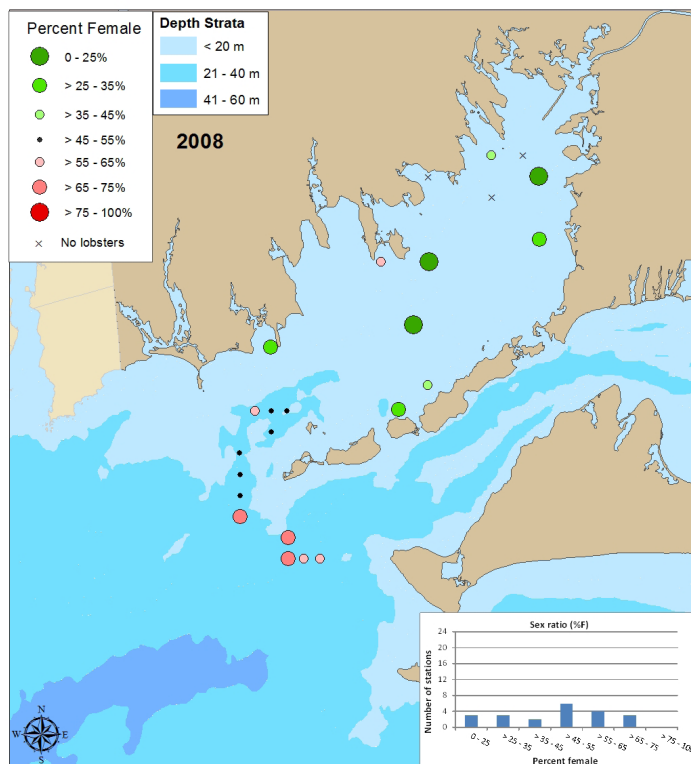 Percent Female
0 - 25%
> 25 - 35%
> 35 - 45%
> 45 - 55%
> 55 - 65%
> 65 - 75%
> 75 - 100%
No lobsters
Depth Strata
< 20 m
21 - 40 m
41 - 60 m
2008
N
W E
S
Sex ratio (%F)
Number of stations
24
20
16
12
8
4
0
0 - 25
> 25 - 35
> 35 - 45
> 45 - 55
> 55 - 65
> 65 - 75
> 75 - 100
Percent female